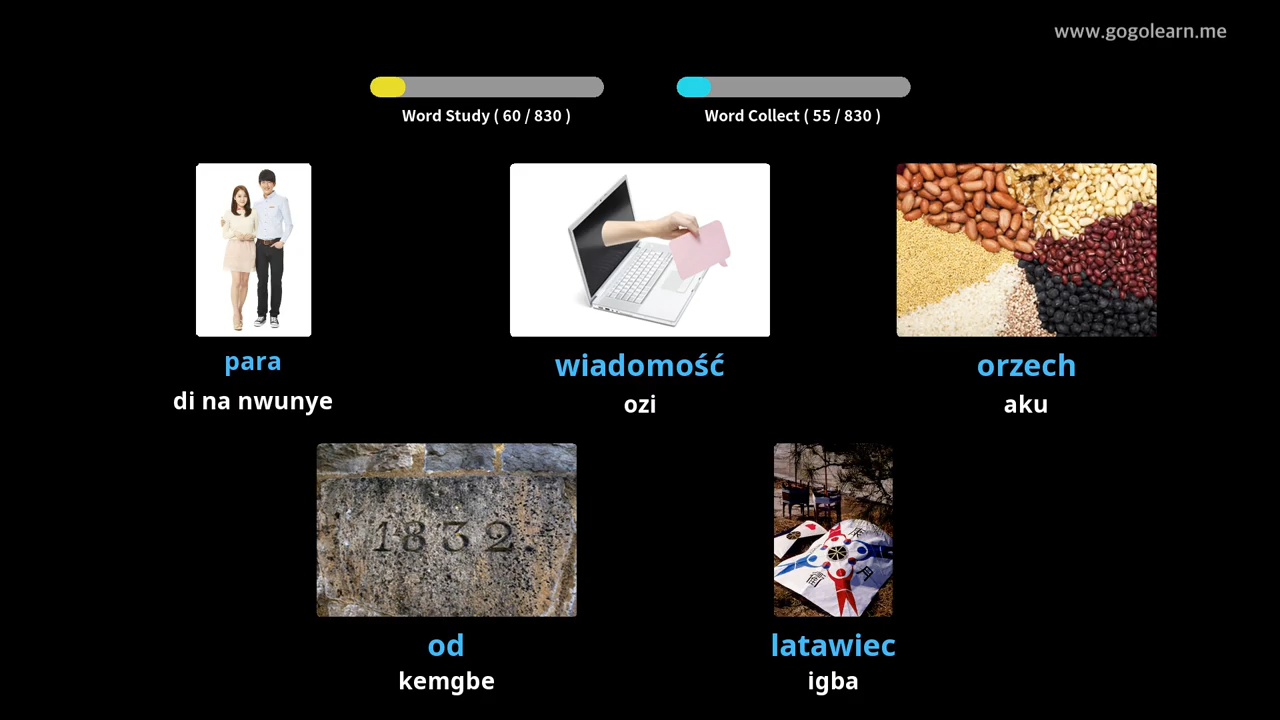 www.gogolearn.me
Word Study ( 60 / 830 )
Word Collect ( 55 / 830 )
para
di na nwunye
wiadomość
ozi
orzech
aku
1832
od
kemgbe
latawiec
igba